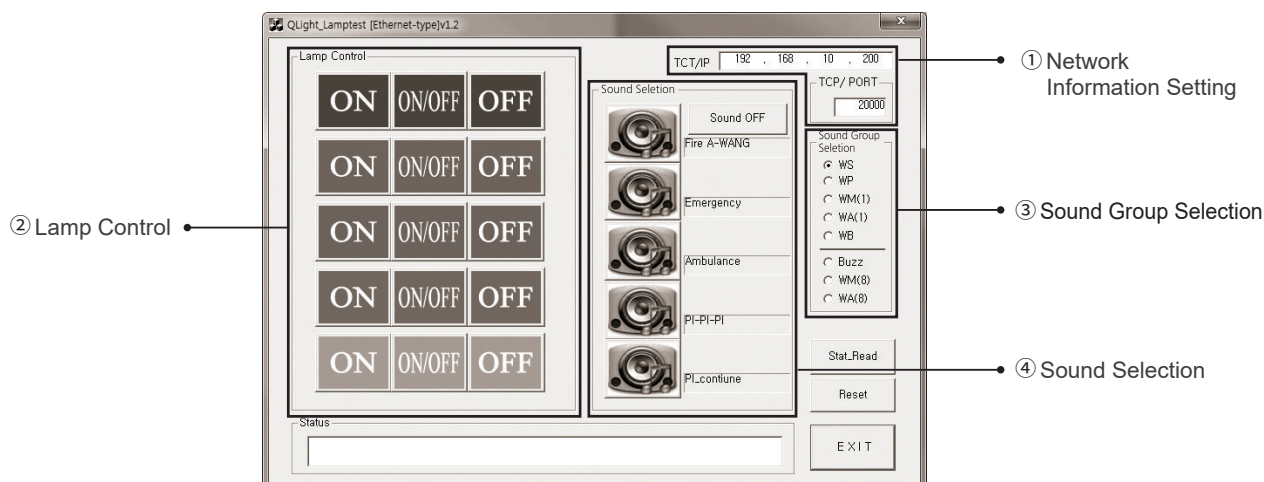 QLight_Lamptest [Ethernet-type]v1.2
x
Lamp Control
ON ON/OFF OFF
ON ON/OFF OFF
ON ON/OFF OFF
ON ON/OFF OFF
ON ON/OFF OFF
TCT/IP 192 . 168 . 10 . 200
TCP/ PORT
20000
Sound Seletion
Sound OFF
Fire A-WANG
Emergency
Ambulance
PI-PI-PI
PI_contiune
Sound Group
Seletion
WS
WP
WM(1)
WA(1)
WB
Buzz
WM(8)
WA(8)
Stat_Read
Reset
EXIT
Status
① Network
Information Setting
② Lamp Control
③ Sound Group Selection
④ Sound Selection